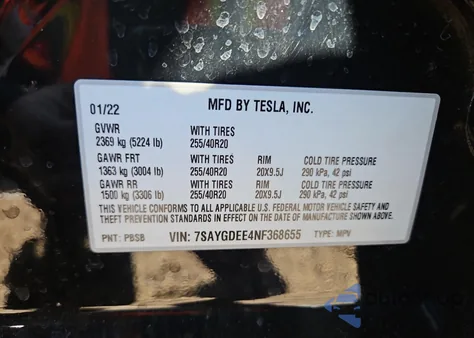 01/22 MFD BY TESLA, INC.
GVWR WITH TIRES
2369 kg (5224 lb) 255/40R20
GAWR FRT WITH TIRES RIM COLD TIRE PRESSURE
1363 kg (3004 lb) 255/40R20 20X9.5J 290 kPa, 42 psi
GAWR RR WITH TIRES RIM COLD TIRE PRESSURE
1500 kg (3306 lb) 255/40R20 20X9.5J 290 kPa, 42 psi
THIS VEHICLE CONFORMS TO ALL APPLICABLE U.S. FEDERAL MOTOR VEHICLE SAFETY AND
THEFT PREVENTION STANDARDS IN EFFECT ON THE DATE OF MANUFACTURE SHOWN ABOVE.
PNT: PBSB VIN: 7SAYGDEE4NF368655 TYPE: MPV